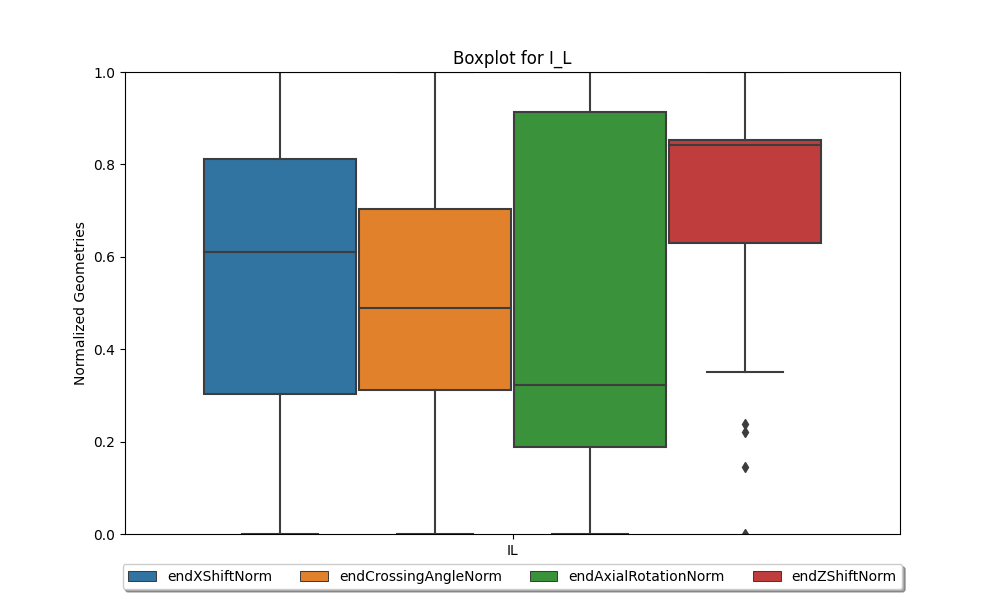 Boxplot for I_L
1.0
0.8
0.6
0.4
0.2
0.0
Normalized Geometries
IL
endXShiftNorm endCrossingAngleNorm endAxialRotationNorm endZShiftNorm